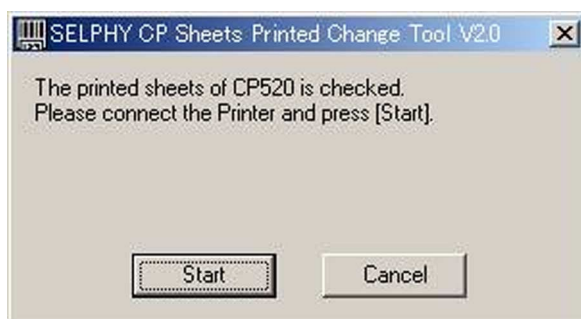 SELPHY CP Sheets Printed Change Tool V2.0
The printed sheets of CP520 is checked.
Please connect the Printer and press [Start].
Start Cancel